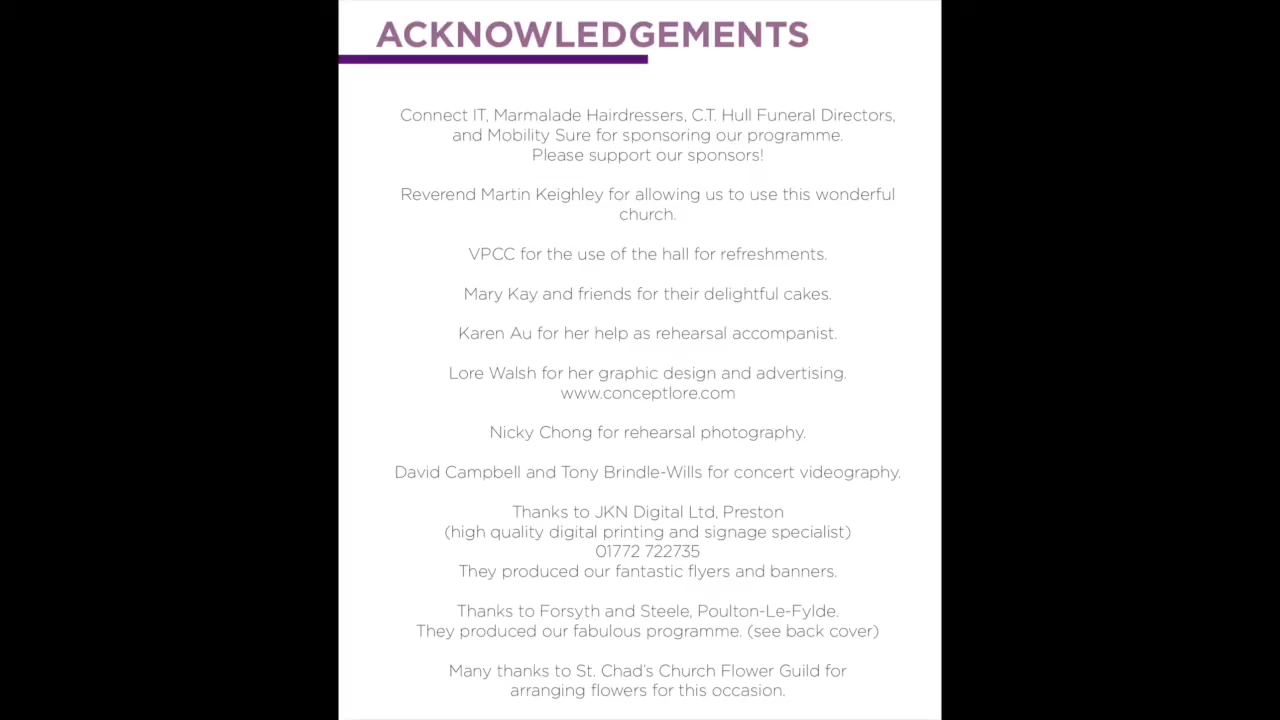 ACKNOWLEDGEMENTS
Connect IT, Marmalade Hairdressers, C.T. Hull Funeral Directors,
and Mobility Sure for sponsoring our programme.
Please support our sponsors!
Reverend Martin Keighley for allowing us to use this wonderful
church.
VPCC for the use of the hall for refreshments.
Mary Kay and friends for their delightful cakes.
Karen Au for her help as rehearsal accompanist.
Lore Walsh for her graphic design and advertising.
www.conceptlore.com
Nicky Chong for rehearsal photography.
David Campbell and Tony Brindle-Wills for concert videography.
Thanks to JKN Digital Ltd, Preston
(high quality digital printing and signage specialist)
01772 722735
They produced our fantastic flyers and banners.
Thanks to Forsyth and Steele, Poulton-Le-Fylde.
They produced our fabulous programme. (see back cover)
Many thanks to St. Chad's Church Flower Guild for
arranging flowers for this occasion.